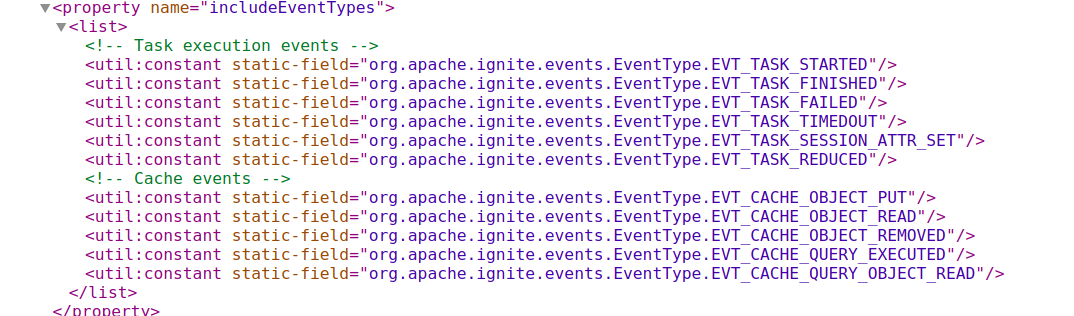 <property name="includeEventTypes">
<list>
<!-- Task execution events -->
<util:constant static-field="org.apache.ignite.events.EventType.EVT_TASK_STARTED"/>
<util:constant static-field="org.apache.ignite.events.EventType.EVT_TASK_FINISHED"/>
<util:constant static-field="org.apache.ignite.events.EventType.EVT_TASK_FAILED"/>
<util:constant static-field="org.apache.ignite.events.EventType.EVT_TASK_TIMEDOUT"/>
<util:constant static-field="org.apache.ignite.events.EventType.EVT_TASK_SESSION_ATTR_SET"/>
<util:constant static-field="org.apache.ignite.events.EventType.EVT_TASK_REDUCED"/>
<!-- Cache events -->
<util:constant static-field="org.apache.ignite.events.EventType.EVT_CACHE_OBJECT_PUT"/>
<util:constant static-field="org.apache.ignite.events.EventType.EVT_CACHE_OBJECT_READ"/>
<util:constant static-field="org.apache.ignite.events.EventType.EVT_CACHE_OBJECT_REMOVED"/>
<util:constant static-field="org.apache.ignite.events.EventType.EVT_CACHE_QUERY_EXECUTED"/>
<util:constant static-field="org.apache.ignite.events.EventType.EVT_CACHE_QUERY_OBJECT_READ"/>
</list>
</property>